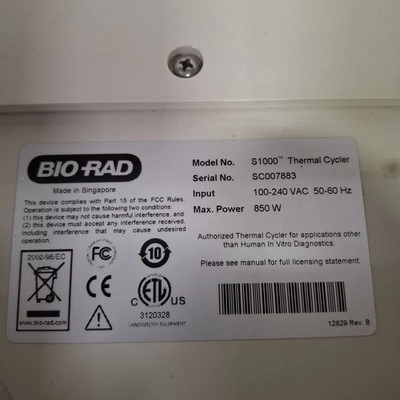 BIO-RAD
Made in Singapore
This device complies with Part 15 of the FCC Rules.
Operation is subject to the following two conditions:
(1) this device may not cause harmful interference, and
(2) this device must accept any interference received,
including interference that may cause undesired
operation.
Model No. S1000™ Thermal Cycler
Serial No. SC007883
Input 100-240 VAC 50-60 Hz
Max. Power 850 W
Authorized Thermal Cycler for applications other
than Human In Vitro Diagnostics.
Please see manual for full licensing statement.
2002/96/EC
www.bio-rad.com
FC
10
CE
C ETL US
3120328
LABORATORY EQUIPMENT
12829 Rev. B